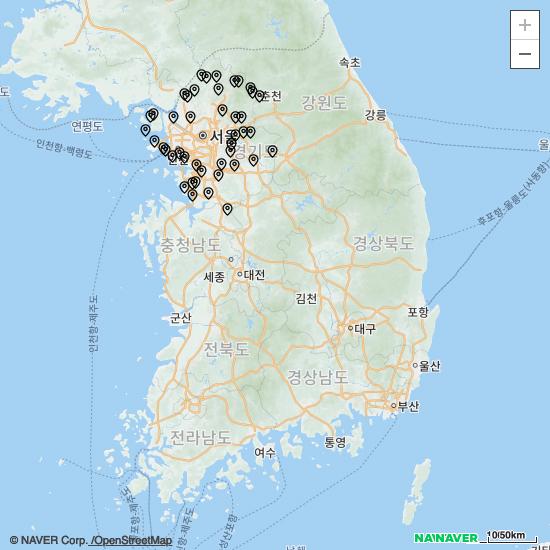 +
−
속초
춘천
강원도
강릉
연평도
서울
인천항-백령도
경기도
울
후포항-울릉도(사동항)
충청남도
경상북도
세종
대전
김천
포항
군산
인천항-제주도
대구
전북도
경상남도
울산
부산
전라남도
여수
통영
© NAVER Corp. /OpenStreetMap
NAVER
10/50km